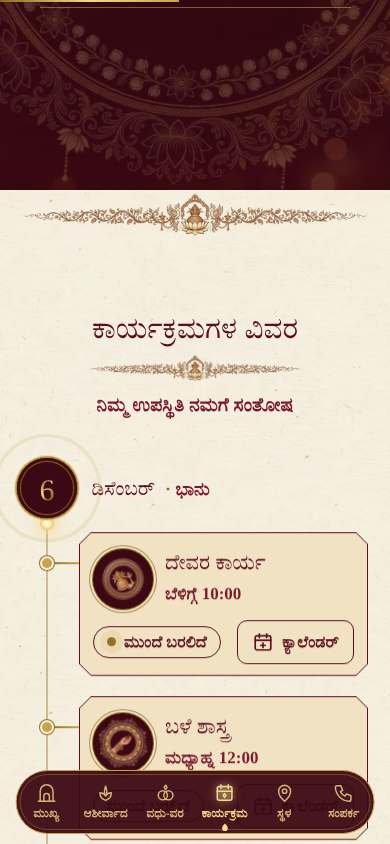 ಕಾರ್ಯಕ್ರಮಗಳ ವಿವರ
ನಿಮ್ಮ ಉಪಸ್ಥಿತಿ ನಮಗೆ ಸಂತೋಷ
6 ಡಿಸೆಂಬರ್ · ಭಾನು
ದೇವರ ಕಾರ್ಯ
ಬೆಳಿಗ್ಗೆ 10:00
ಮುಂದೆ ಬರಲಿದೆ ಕ್ಯಾಲೆಂಡರ್
ಬಳೆ ಶಾಸ್ತ್ರ
ಮಧ್ಯಾಹ್ನ 12:00
ಮುಖ್ಯ ಆಶೀರ್ವಾದ ವಧು-ವರ ಕಾರ್ಯಕ್ರಮ ಸ್ಥಳ ಸಂಪರ್ಕ